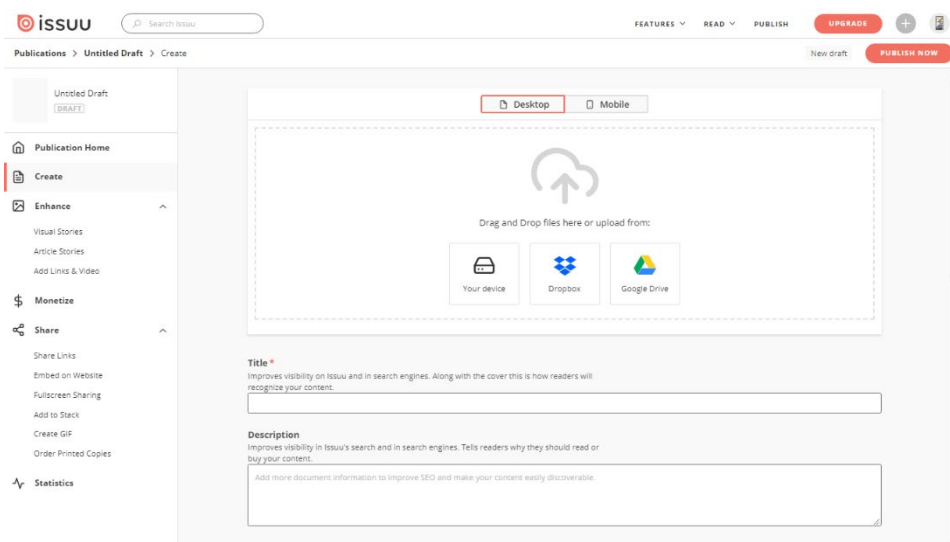 issuu
Search Issuu
FEATURES
READ
PUBLISH
UPGRADE
Publications > Untitled Draft > Create
New draft
PUBLISH NOW
Untitled Draft
DRAFT
Publication Home
Create
Enhance
Visual Stories
Article Stories
Add Links & Video
Monetize
Share
Share Links
Embed on Website
Fullscreen Sharing
Add to Stack
Create GIF
Order Printed Copies
Statistics
Desktop
Mobile
Drag and Drop files here or upload from:
Your device
Dropbox
Google Drive
Title *
Improves visibility on Issuu and in search engines. Along with the cover this is how readers will
recognize your content.
Description
Improves visibility in Issuu's search and in search engines. Tells readers why they should read or
buy your content.
Add more document information to improve SEO and make your content easily discoverable.